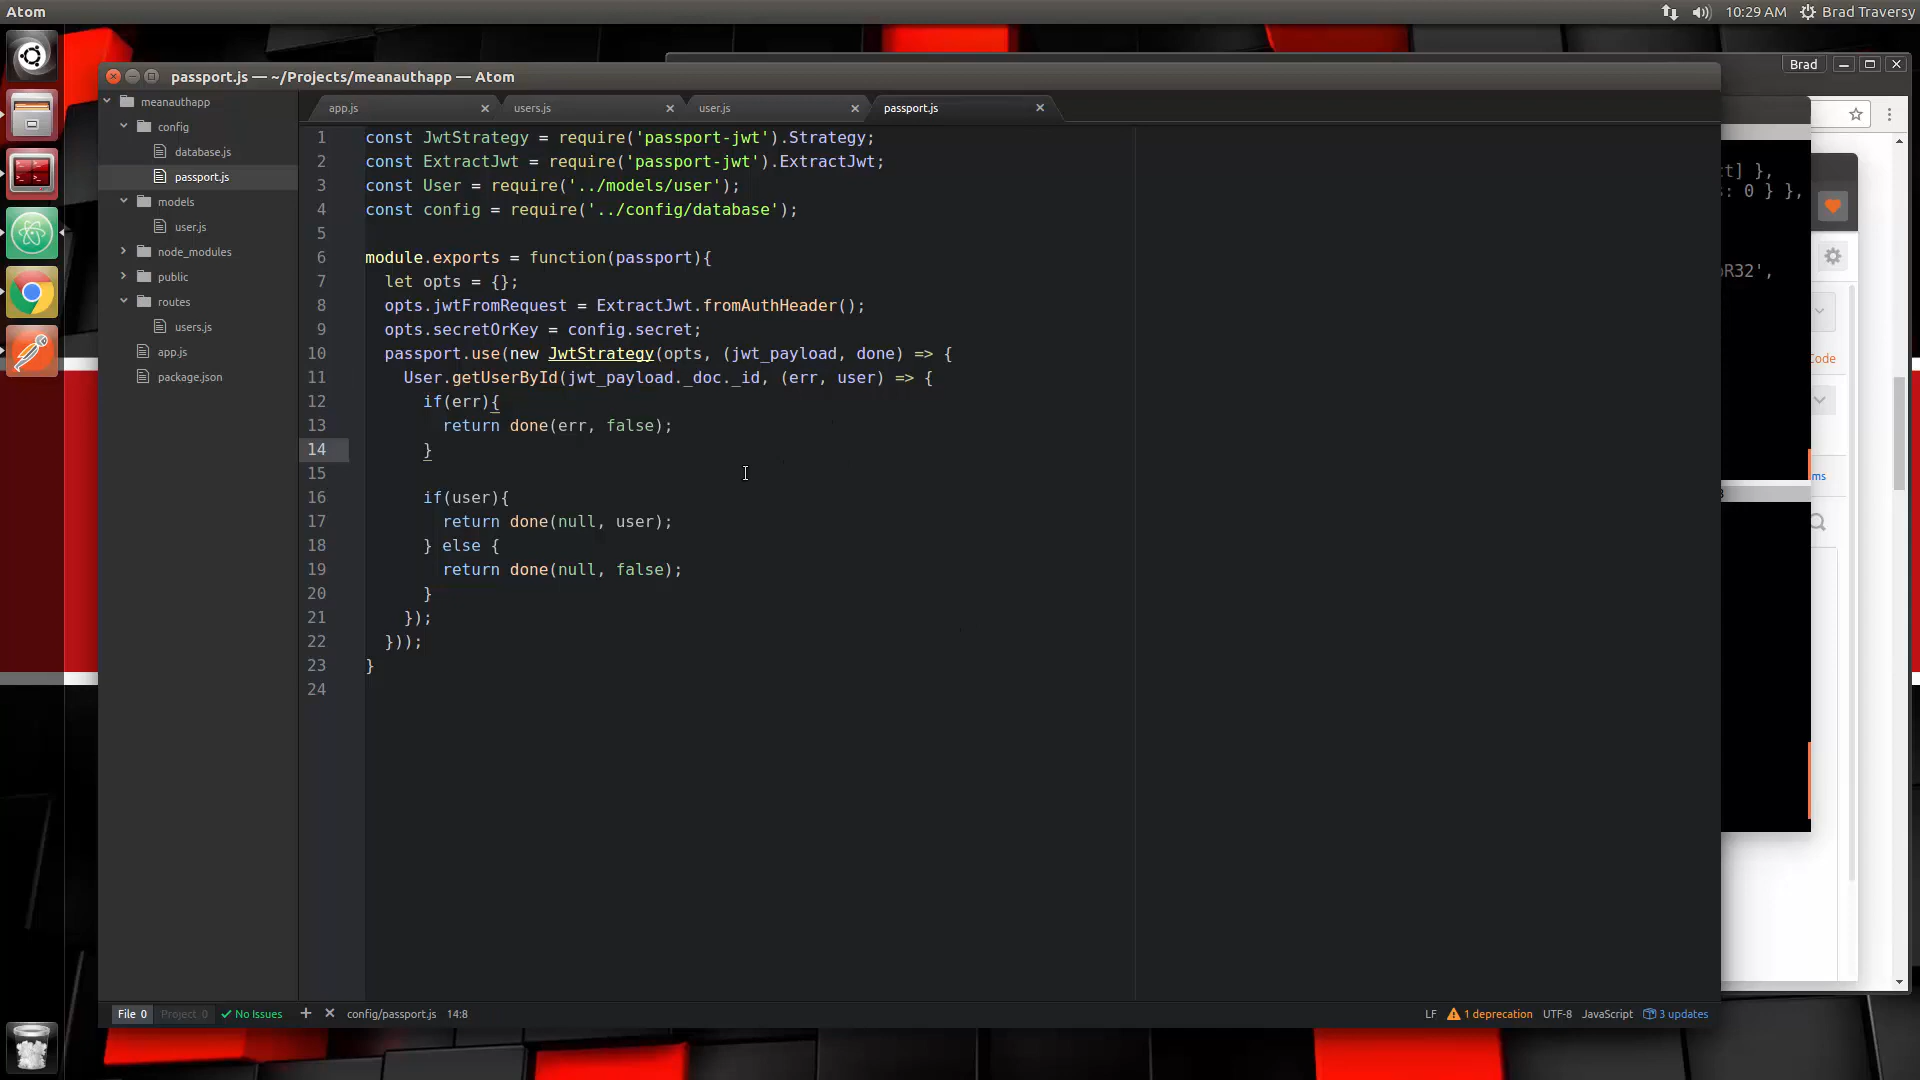 Atom
10:29 AM
Brad Traversy
Brad
passport.js — ~/Projects/meanauthapp — Atom
meanauthapp
config
database.js
passport.js
models
user.js
node_modules
public
routes
users.js
app.js
package.json
app.js
users.js
user.js
passport.js
1 const JwtStrategy = require('passport-jwt').Strategy;
2 const ExtractJwt = require('passport-jwt').ExtractJwt;
3 const User = require('../models/user');
4 const config = require('../config/database');
5
6 module.exports = function(passport){
7 let opts = {};
8 opts.jwtFromRequest = ExtractJwt.fromAuthHeader();
9 opts.secretOrKey = config.secret;
10 passport.use(new JwtStrategy(opts, (jwt_payload, done) => {
11 User.getUserById(jwt_payload._doc._id, (err, user) => {
12 if(err){
13 return done(err, false);
14 }
15
16 if(user){
17 return done(null, user);
18 } else {
19 return done(null, false);
20 }
21 });
22 }));
23 }
24
ct] },
s: 0 } },
R32',
Code
ms
File 0
Project 0
No Issues
config/passport.js
14:8
LF
1 deprecation
UTF-8
JavaScript
3 updates